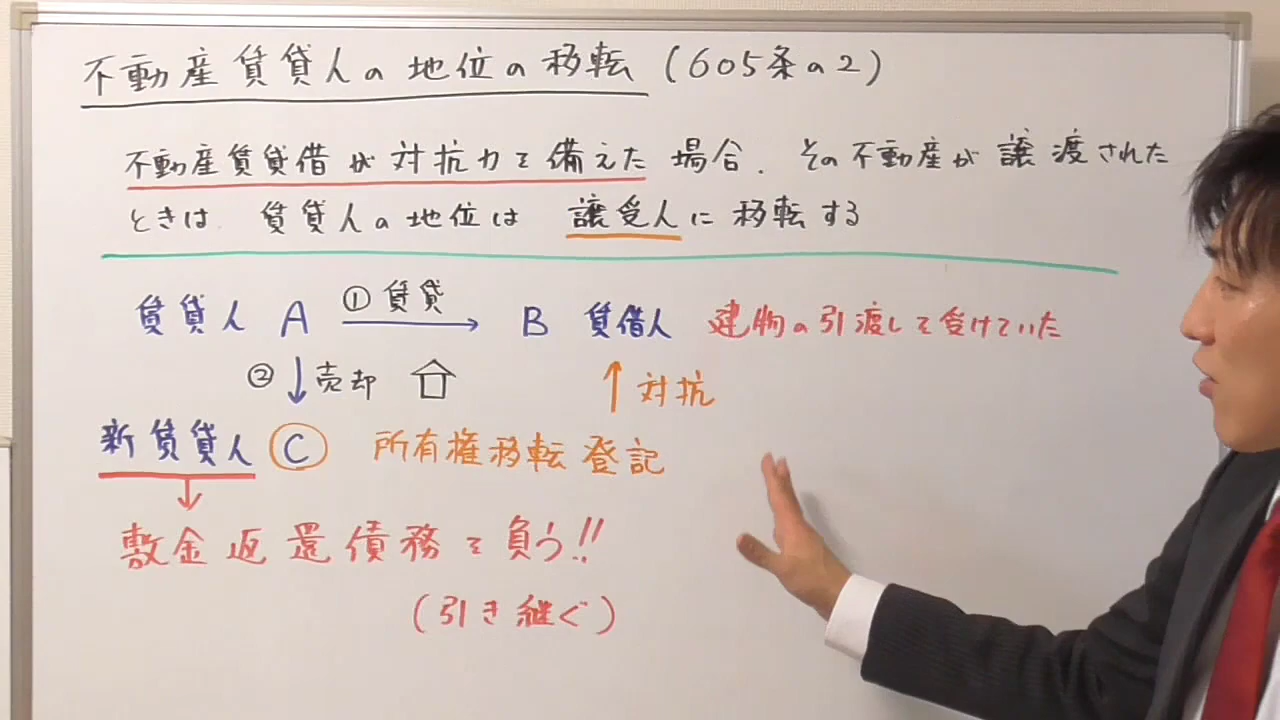 不動産賃貸人の地位の移転(605条の2)
不動産賃貸借が対抗力を備えた場合、その不動産が譲渡された
ときは、賃貸人の地位は 譲受人に移転する
賃貸人 A ①賃貸 B 賃借人 建物の引渡しを受けていた
②売却 対抗
新賃貸人 C 所有権移転登記
敷金返還債務を負う!!
(引き継ぐ)